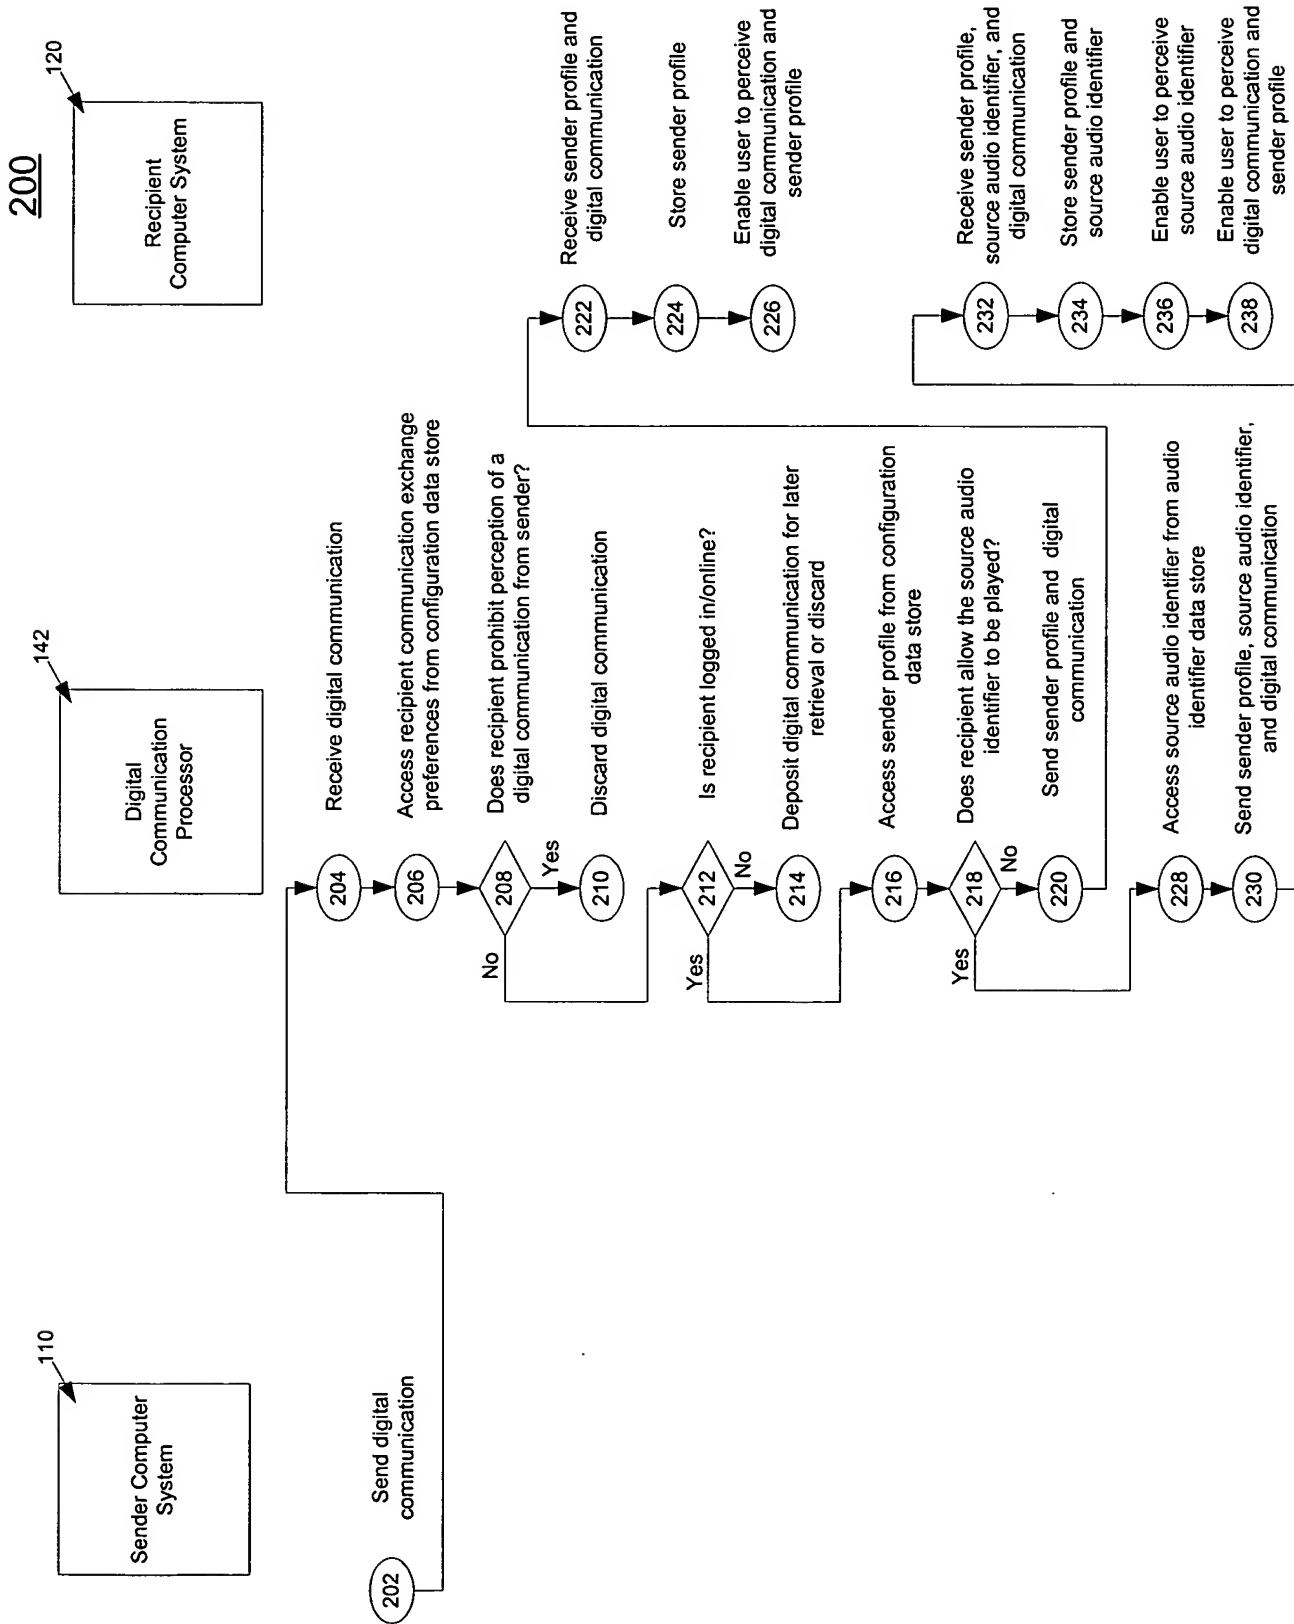 200
110
Sender Computer
System
142
Digital
Communication
Processor
120
Recipient
Computer System
202
Send digital
communication
204
Receive digital communication
206
Access recipient communication exchange
preferences from configuration data store
208
Does recipient prohibit perception of a
digital communication from sender?
No
Yes
210
Discard digital communication
212
Is recipient logged in/online?
Yes
No
214
Deposit digital communication for later
retrieval or discard
216
Access sender profile from configuration
data store
218
Does recipient allow the source audio
identifier to be played?
Yes
No
220
Send sender profile and digital
communication
222
Receive sender profile and
digital communication
224
Store sender profile
226
Enable user to perceive
digital communication and
sender profile
228
Access source audio identifier from audio
identifier data store
230
Send sender profile, source audio identifier,
and digital communication
232
Receive sender profile,
source audio identifier, and
digital communication
234
Store sender profile and
source audio identifier
236
Enable user to perceive
source audio identifier
238
Enable user to perceive
digital communication and
sender profile